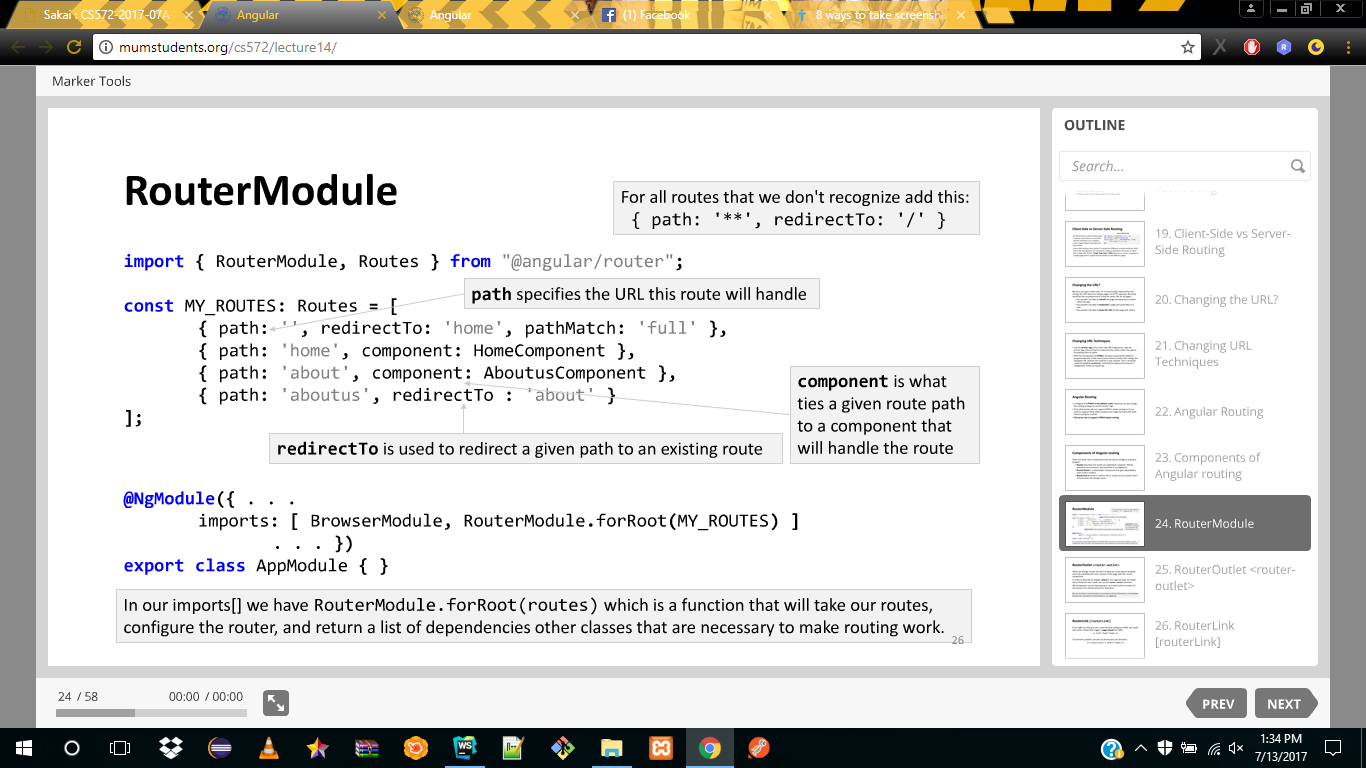 Sakai : CS572-2017-07A
Angular
Angular
(1) Facebook
8 ways to take screensh
mumstudents.org/cs572/lecture14/
Marker Tools
RouterModule
For all routes that we don't recognize add this:
{ path: '**', redirectTo: '/' }
import { RouterModule, Routes } from "@angular/router";
path specifies the URL this route will handle
const MY_ROUTES: Routes = [
{ path: '', redirectTo: 'home', pathMatch: 'full' },
{ path: 'home', component: HomeComponent },
{ path: 'about', component: AboutusComponent },
{ path: 'aboutus', redirectTo : 'about' }
];
component is what
ties a given route path
to a component that
will handle the route
redirectTo is used to redirect a given path to an existing route
@NgModule({ . . .
imports: [ BrowserModule, RouterModule.forRoot(MY_ROUTES) ]
. . . })
export class AppModule { }
In our imports[] we have RouterModule.forRoot(routes) which is a function that will take our routes,
configure the router, and return a list of dependencies other classes that are necessary to make routing work.
26
OUTLINE
Search...
19. Client-Side vs Server-
Side Routing
20. Changing the URL?
21. Changing URL
Techniques
22. Angular Routing
23. Components of
Angular routing
24. RouterModule
25. RouterOutlet <router-
outlet>
26. RouterLink
[routerLink]
24 / 58
00:00 / 00:00
PREV
NEXT
1:34 PM
7/13/2017